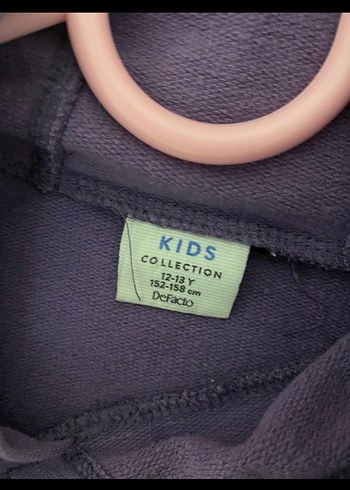 KIDS
COLLECTION
12-13 Y
152-158 cm
DeFacto